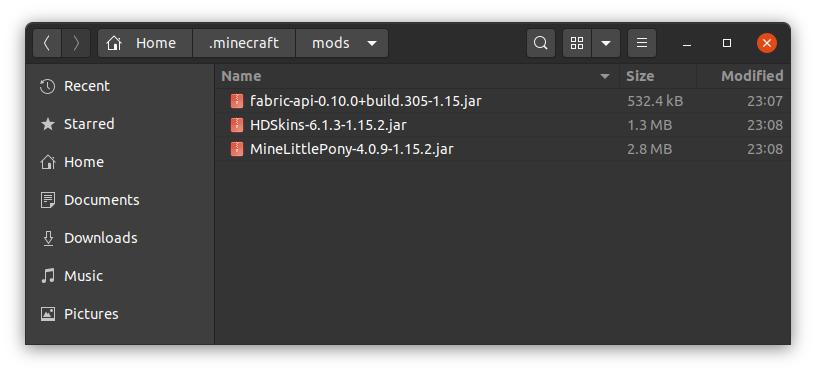 Home .minecraft mods
Name Size Modified
Recent
Starred
Home
Documents
Downloads
Music
Pictures
fabric-api-0.10.0+build.305-1.15.jar 532.4 kB 23:07
HDSkins-6.1.3-1.15.2.jar 1.3 MB 23:08
MineLittlePony-4.0.9-1.15.2.jar 2.8 MB 23:08